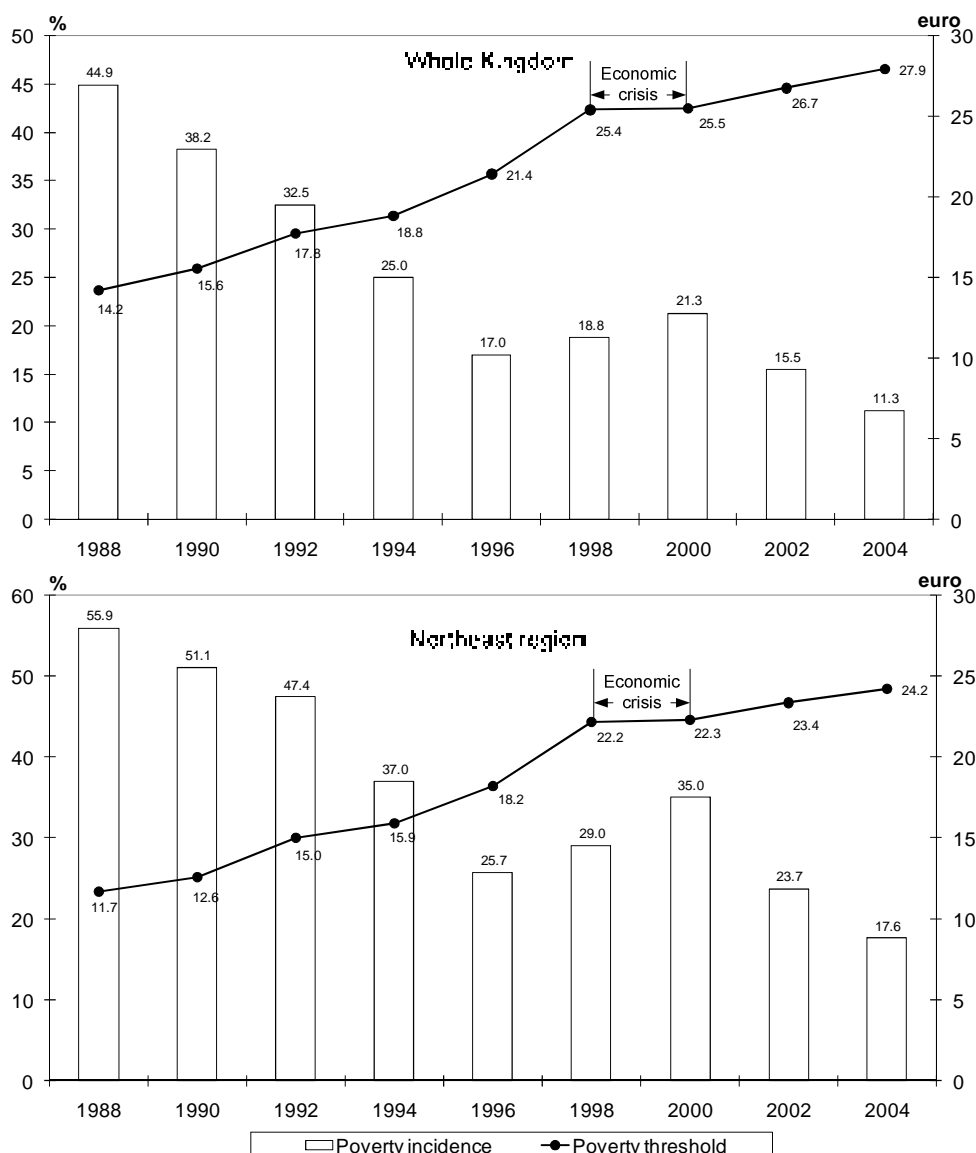 % euro
50 30
Whole Kingdom
Economic
crisis
45 25
40 20
35 15
30 10
25 5
20 0
15
10
5
0
44.9 38.2 32.5 25.0 17.0 18.8 21.3 15.5 11.3
14.2 15.6 17.8 18.8 21.4 25.4 25.5 26.7 27.9
1988 1990 1992 1994 1996 1998 2000 2002 2004
% euro
60 30
Northeast region
Economic
crisis
50 25
40 20
30 15
20 10
10 5
0 0
55.9 51.1 47.4 37.0 25.7 29.0 35.0 23.7 17.6
11.7 12.6 15.0 15.9 18.2 22.2 22.3 23.4 24.2
1988 1990 1992 1994 1996 1998 2000 2002 2004
Poverty incidence Poverty threshold